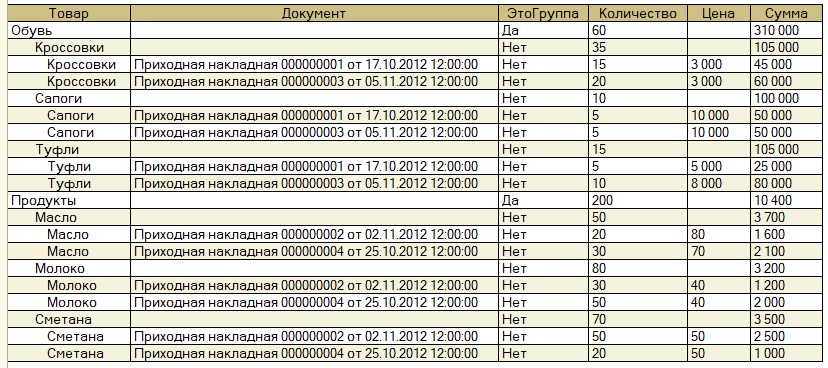 Товар Документ ЭтоГруппа Количество Цена Сумма
Обувь Да 60 310 000
Кроссовки Нет 35 105 000
Кроссовки Приходная накладная 000000001 от 17.10.2012 12:00:00 Нет 15 3 000 45 000
Кроссовки Приходная накладная 000000003 от 05.11.2012 12:00:00 Нет 20 3 000 60 000
Сапоги Нет 10 100 000
Сапоги Приходная накладная 000000001 от 17.10.2012 12:00:00 Нет 5 10 000 50 000
Сапоги Приходная накладная 000000003 от 05.11.2012 12:00:00 Нет 5 10 000 50 000
Туфли Нет 15 105 000
Туфли Приходная накладная 000000001 от 17.10.2012 12:00:00 Нет 5 5 000 25 000
Туфли Приходная накладная 000000003 от 05.11.2012 12:00:00 Нет 10 8 000 80 000
Продукты Да 200 10 400
Масло Нет 50 3 700
Масло Приходная накладная 000000002 от 02.11.2012 12:00:00 Нет 20 80 1 600
Масло Приходная накладная 000000004 от 25.10.2012 12:00:00 Нет 30 70 2 100
Молоко Нет 80 3 200
Молоко Приходная накладная 000000002 от 02.11.2012 12:00:00 Нет 30 40 1 200
Молоко Приходная накладная 000000004 от 25.10.2012 12:00:00 Нет 50 40 2 000
Сметана Нет 70 3 500
Сметана Приходная накладная 000000002 от 02.11.2012 12:00:00 Нет 50 50 2 500
Сметана Приходная накладная 000000004 от 25.10.2012 12:00:00 Нет 20 50 1 000